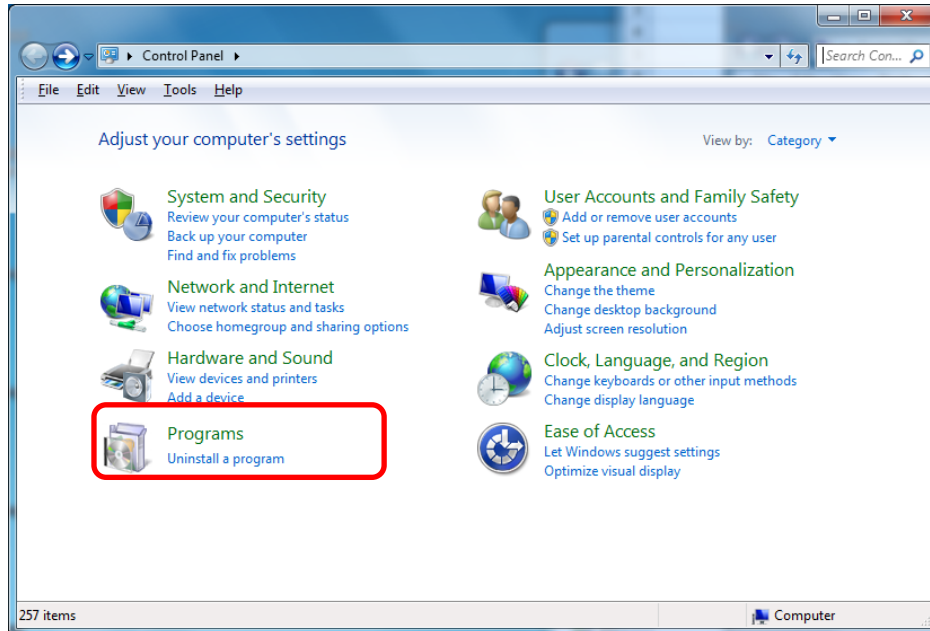 Control Panel
Search Con...
File Edit View Tools Help
Adjust your computer's settings
View by: Category
System and Security
Review your computer's status
Back up your computer
Find and fix problems
Network and Internet
View network status and tasks
Choose homegroup and sharing options
Hardware and Sound
View devices and printers
Add a device
Programs
Uninstall a program
User Accounts and Family Safety
Add or remove user accounts
Set up parental controls for any user
Appearance and Personalization
Change the theme
Change desktop background
Adjust screen resolution
Clock, Language, and Region
Change keyboards or other input methods
Change display language
Ease of Access
Let Windows suggest settings
Optimize visual display
257 items
Computer